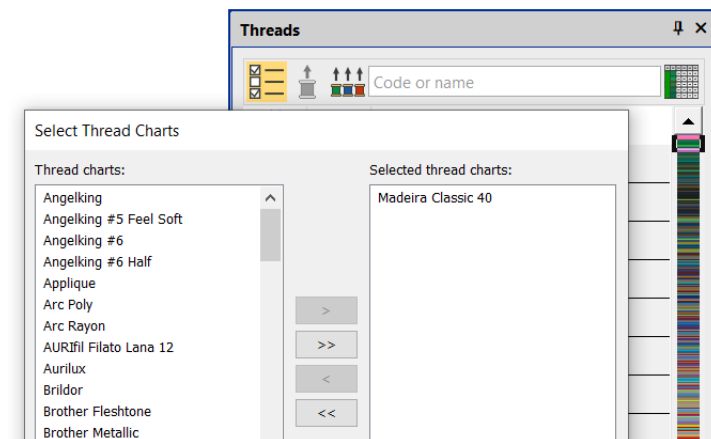 Threads
Code or name
Select Thread Charts
Thread charts:
Angelking
Angelking #5 Feel Soft
Angelking #6
Angelking #6 Half
Applique
Arc Poly
Arc Rayon
AURIfil Filato Lana 12
Aurilux
Brildor
Brother Fleshtone
Brother Metallic
>
>>
<
<<
Selected thread charts:
Madeira Classic 40